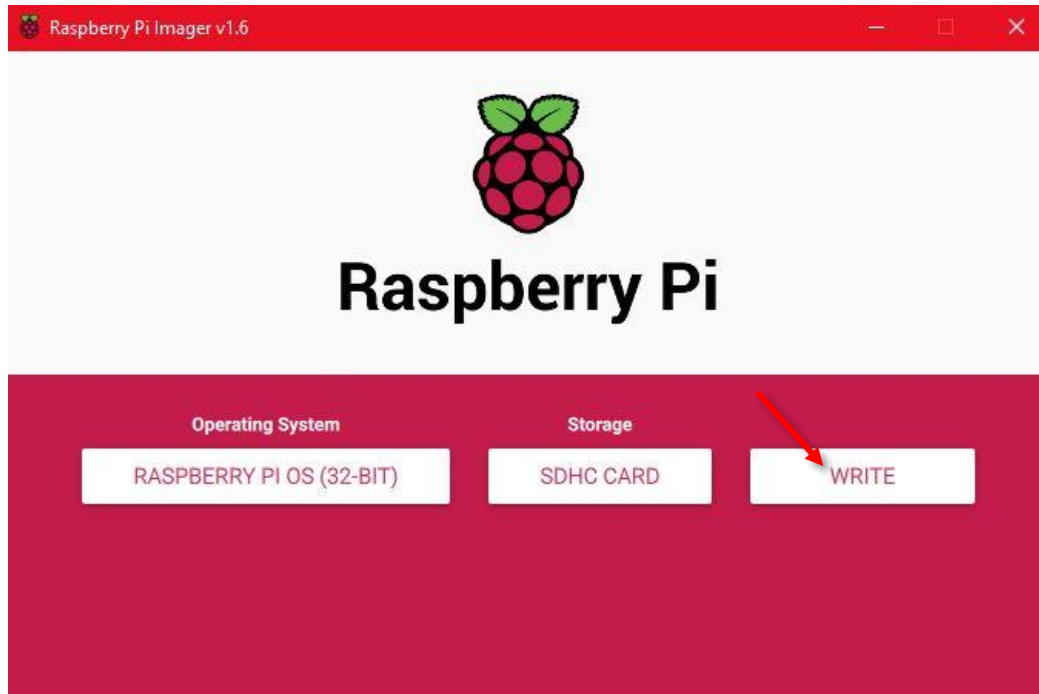 Raspberry Pi Imager v1.6
Raspberry Pi
Operating System
Storage
RASPBERRY PI OS (32-BIT)
SDHC CARD
WRITE